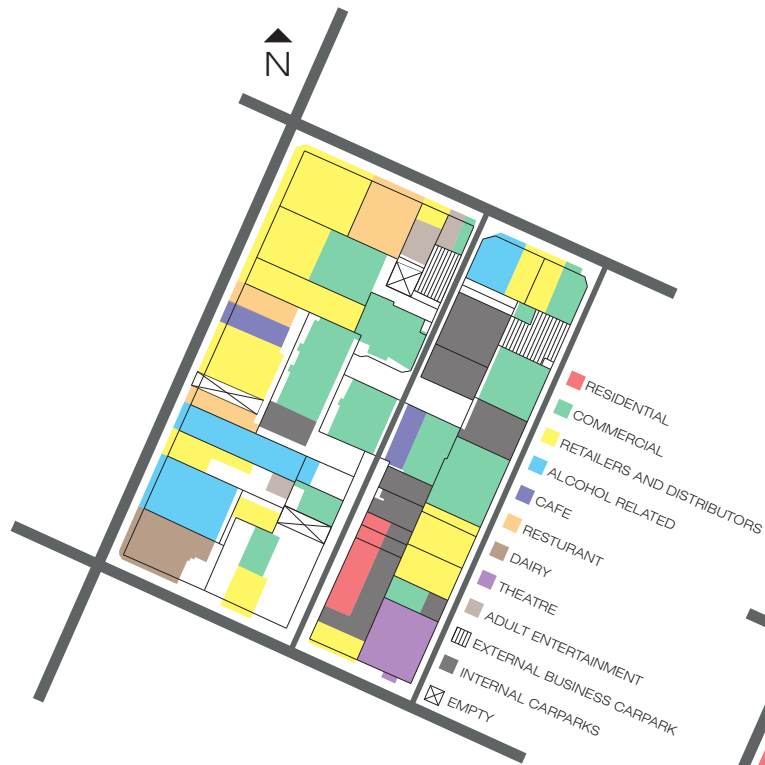 N
RESIDENTIAL
COMMERCIAL
RETAILERS AND DISTRIBUTORS
ALCOHOL RELATED
CAFE
RESTURANT
DAIRY
THEATRE
ADULT ENTERTAINMENT
EXTERNAL BUSINESS CARPARK
INTERNAL CARPARKS
EMPTY